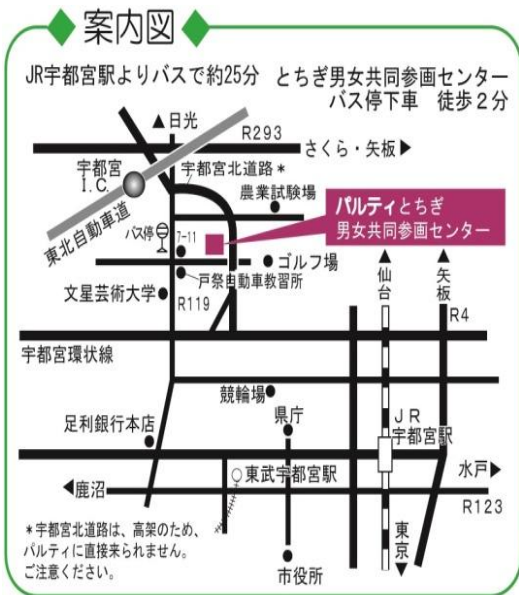 案内図
JR宇都宮駅よりバスで約25分 とちぎ男女共同参画センター
バス停下車 徒歩2分
▲日光
R293
さくら・矢板▶
宇都宮
I.C.
宇都宮北道路*
農業試験場
東北自動車道
バス停
7-11
パルティとちぎ
男女共同参画センター
ゴルフ場
戸祭自動車教習所
文星芸術大学
R119
▲仙台
▲矢板
R4
宇都宮環状線
競輪場
県庁
足利銀行本店
JR
宇都宮駅
東武宇都宮駅
水戸▶
◀鹿沼
R123
*宇都宮北道路は、高架のため、
パルティに直接来られません。
ご注意ください。
市役所
東京▼